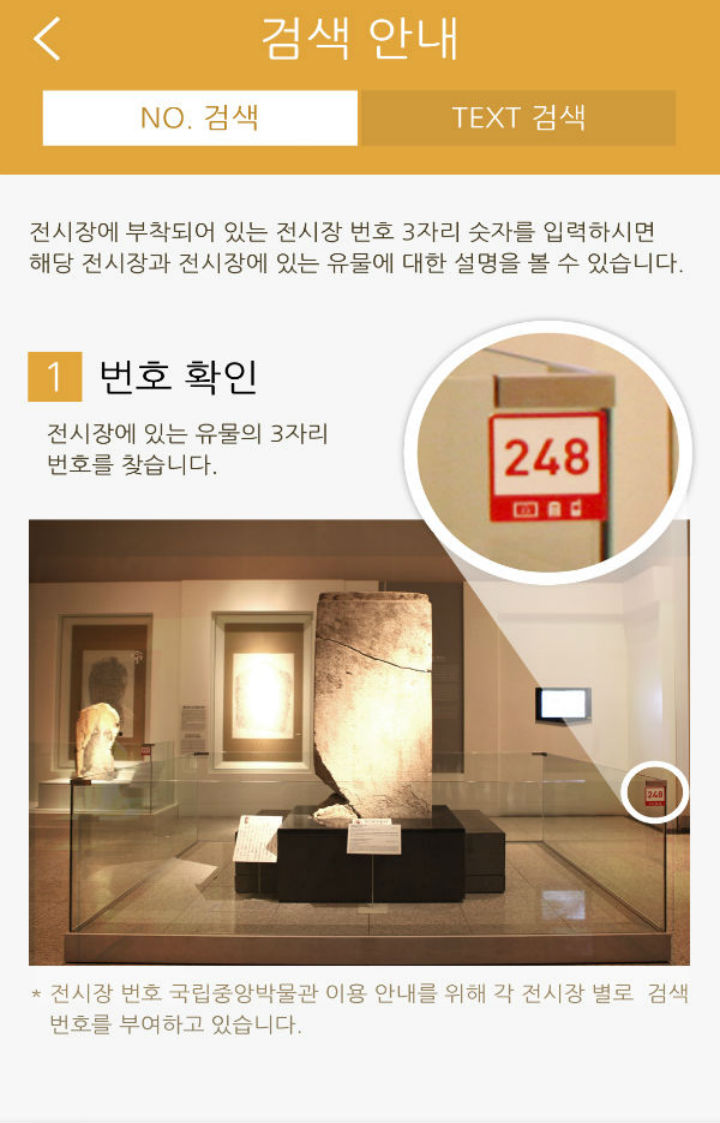 검색 안내
NO. 검색
TEXT 검색
전시장에 부착되어 있는 전시장 번호 3자리 숫자를 입력하시면
해당 전시장과 전시장에 있는 유물에 대한 설명을 볼 수 있습니다.
1 번호 확인
전시장에 있는 유물의 3자리
번호를 찾습니다.
248
248
* 전시장 번호 국립중앙박물관 이용 안내를 위해 각 전시장 별로 검색
번호를 부여하고 있습니다.